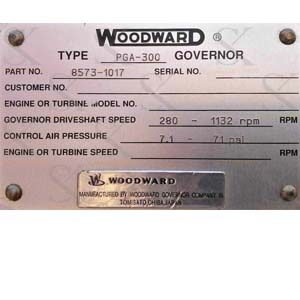 WOODWARD ®
TYPE PGA-300 GOVERNOR
PART NO. 8573-1017 SERIAL NO.
CUSTOMER NO.
ENGINE OR TURBINE MODEL NO.
GOVERNOR DRIVESHAFT SPEED 280 - 1132 rpm RPM
CONTROL AIR PRESSURE 7.1 - 71 psi
ENGINE OR TURBINE SPEED RPM
WOODWARD
MANUFACTURED BY WOODWARD GOVERNOR COMPANY IN
TOMISATO CHIBA JAPAN